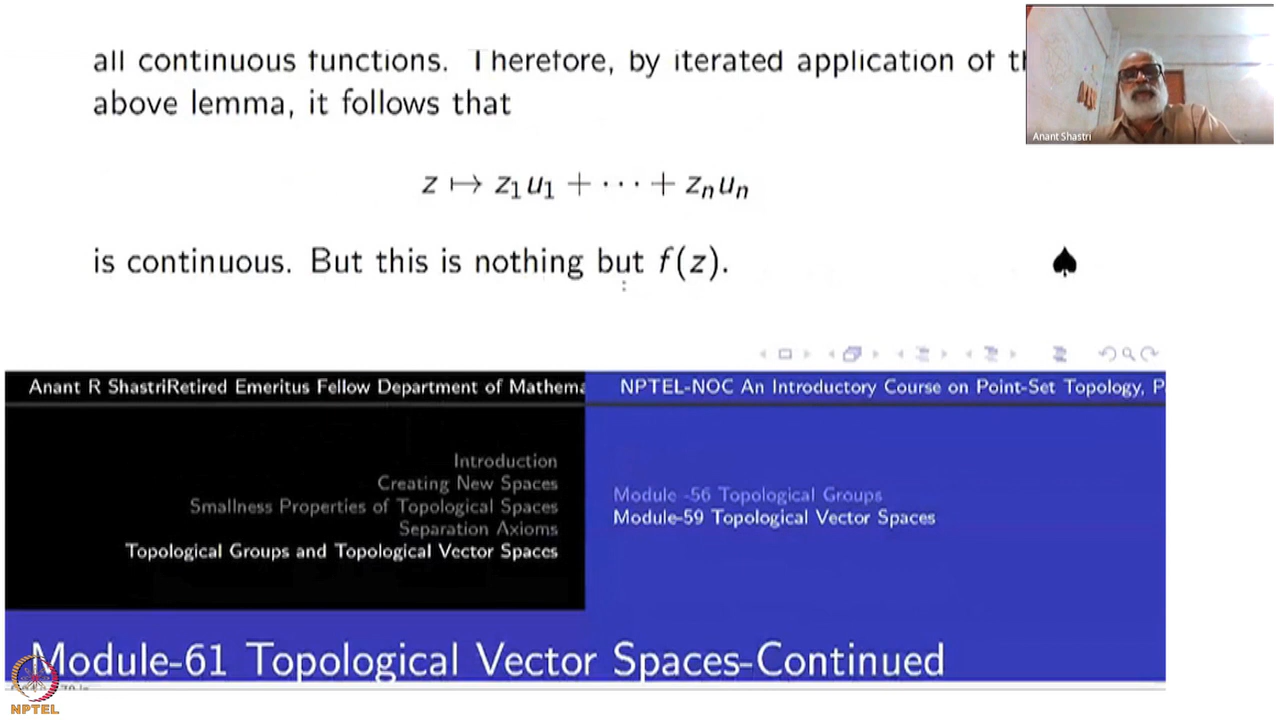 all continuous functions. Therefore, by iterated application of th
above lemma, it follows that
z ↦ z₁u₁ + ··· + zₙuₙ
is continuous. But this is nothing but f(z). ♠
Anant Shastri
Anant R ShastriRetired Emeritus Fellow Department of Mathema
NPTEL-NOC An Introductory Course on Point-Set Topology, P
Introduction
Creating New Spaces
Smallness Properties of Topological Spaces
Separation Axioms
Topological Groups and Topological Vector Spaces
Module -56 Topological Groups
Module-59 Topological Vector Spaces
Module-61 Topological Vector Spaces-Continued
NPTEL